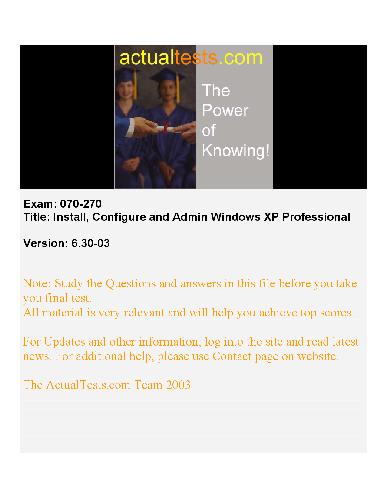 actualtests.com
The
Power
of
Knowing!
Exam: 070-270
Title: Install, Configure and Admin Windows XP Professional
Version: 6.30-03
Note: Study the Questions and answers in this file before you take
you final test.
All material is very relevant and will help you achieve top scores.
For Updates and other information, log into the site and read latest
news. For additional help, please use Contact page on website.
The ActualTests.com Team 2003